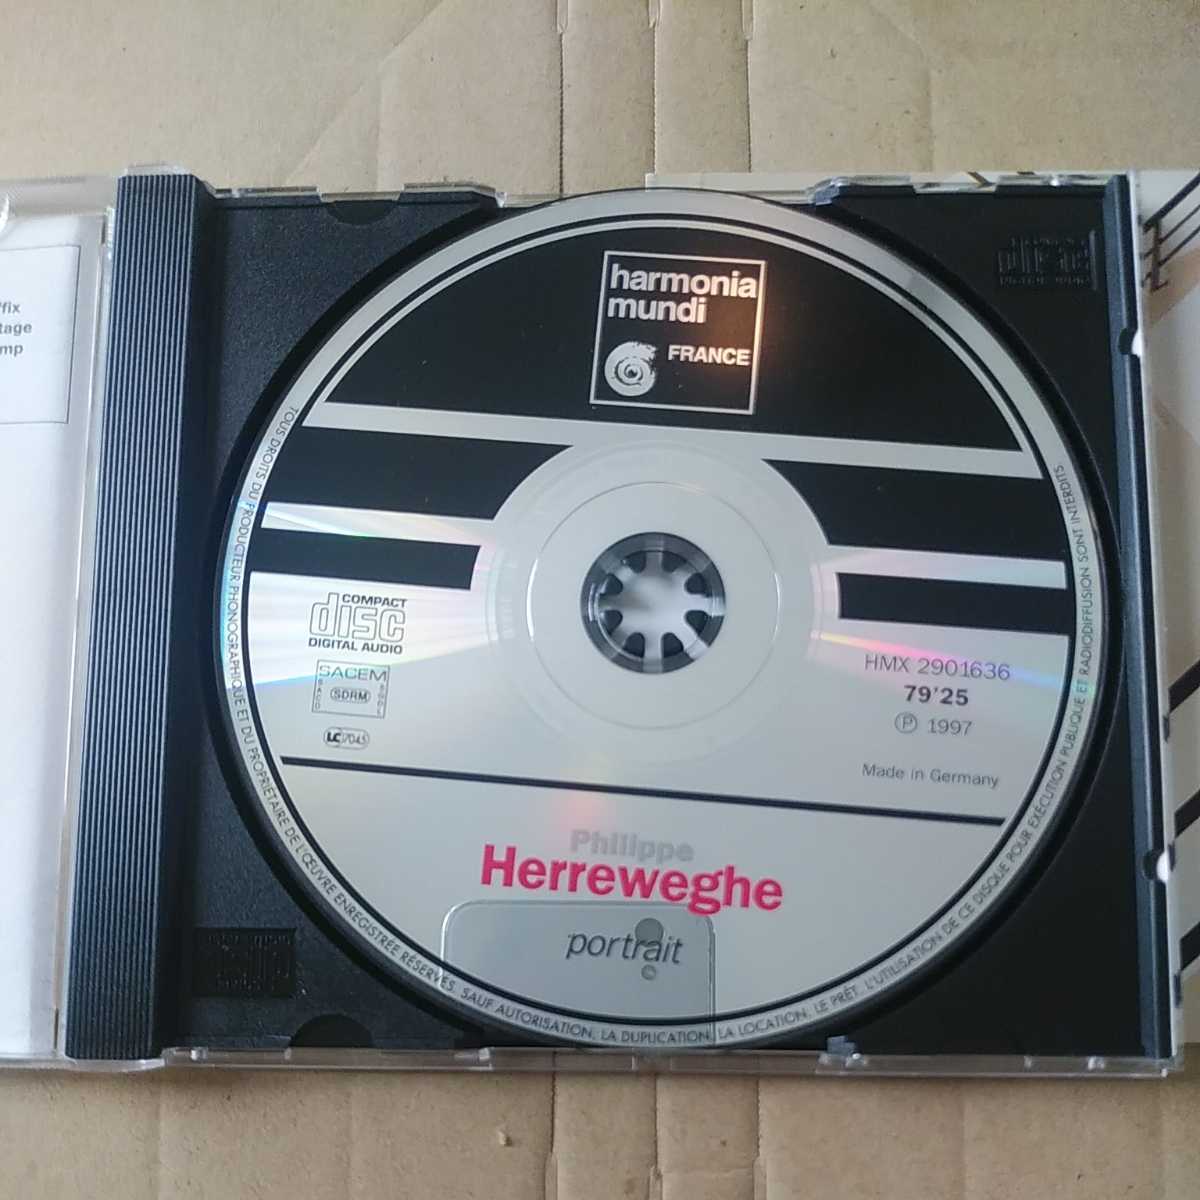 ffix
tage
mp
harmonia
mundi
FRANCE
COMPACT
disc
DIGITAL AUDIO
SACEM
SDRM
LC 7045
HMX 2901636
79'25
Ⓟ 1997
Made in Germany
Philippe
Herreweghe
portrait
TOUS DROITS DU PRODUCTEUR PHONOGRAPHIQUE ET DU PROPRIÉTAIRE DE L'ŒUVRE ENREGISTRÉE RÉSERVÉS. SAUF AUTORISATION, LA DUPLICATION, LA LOCATION, LE PRÊT, L'UTILISATION DE CE DISQUE POUR EXÉCUTION PUBLIQUE ET RADIODIFFUSION SONT INTERDITS